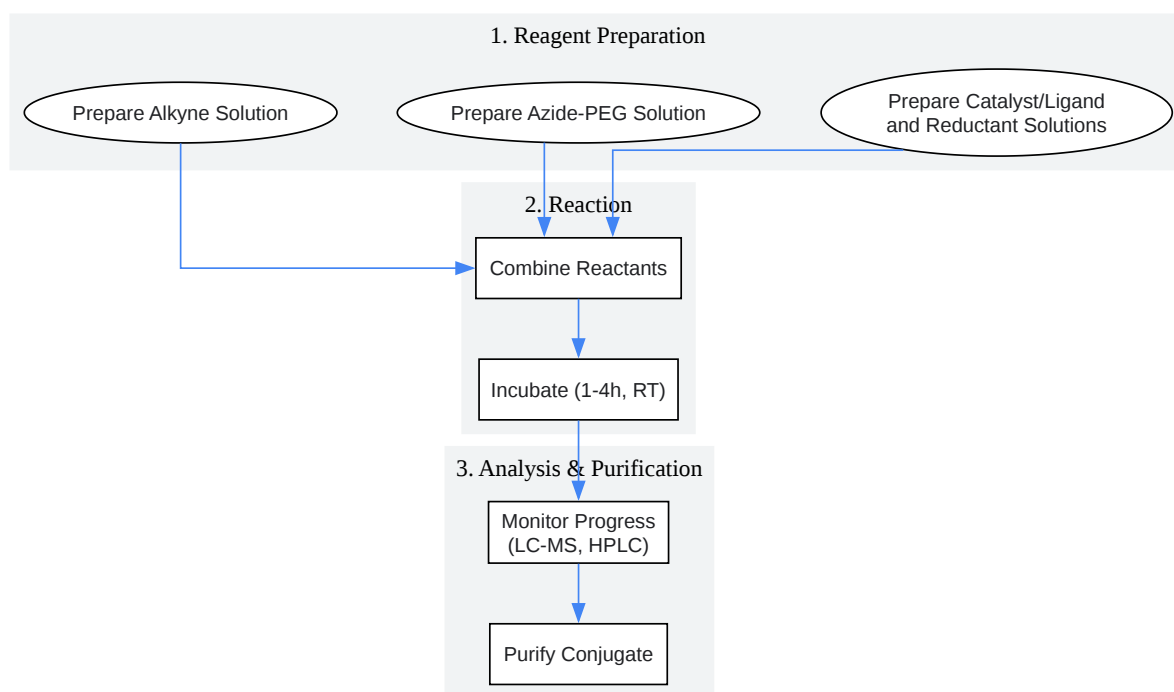 1. Reagent Preparation
Prepare Alkyne Solution
Prepare Azide-PEG Solution
Prepare Catalyst/Ligand
and Reductant Solutions
2. Reaction
Combine Reactants
Incubate (1-4h, RT)
3. Analysis & Purification
Monitor Progress
(LC-MS, HPLC)
Purify Conjugate